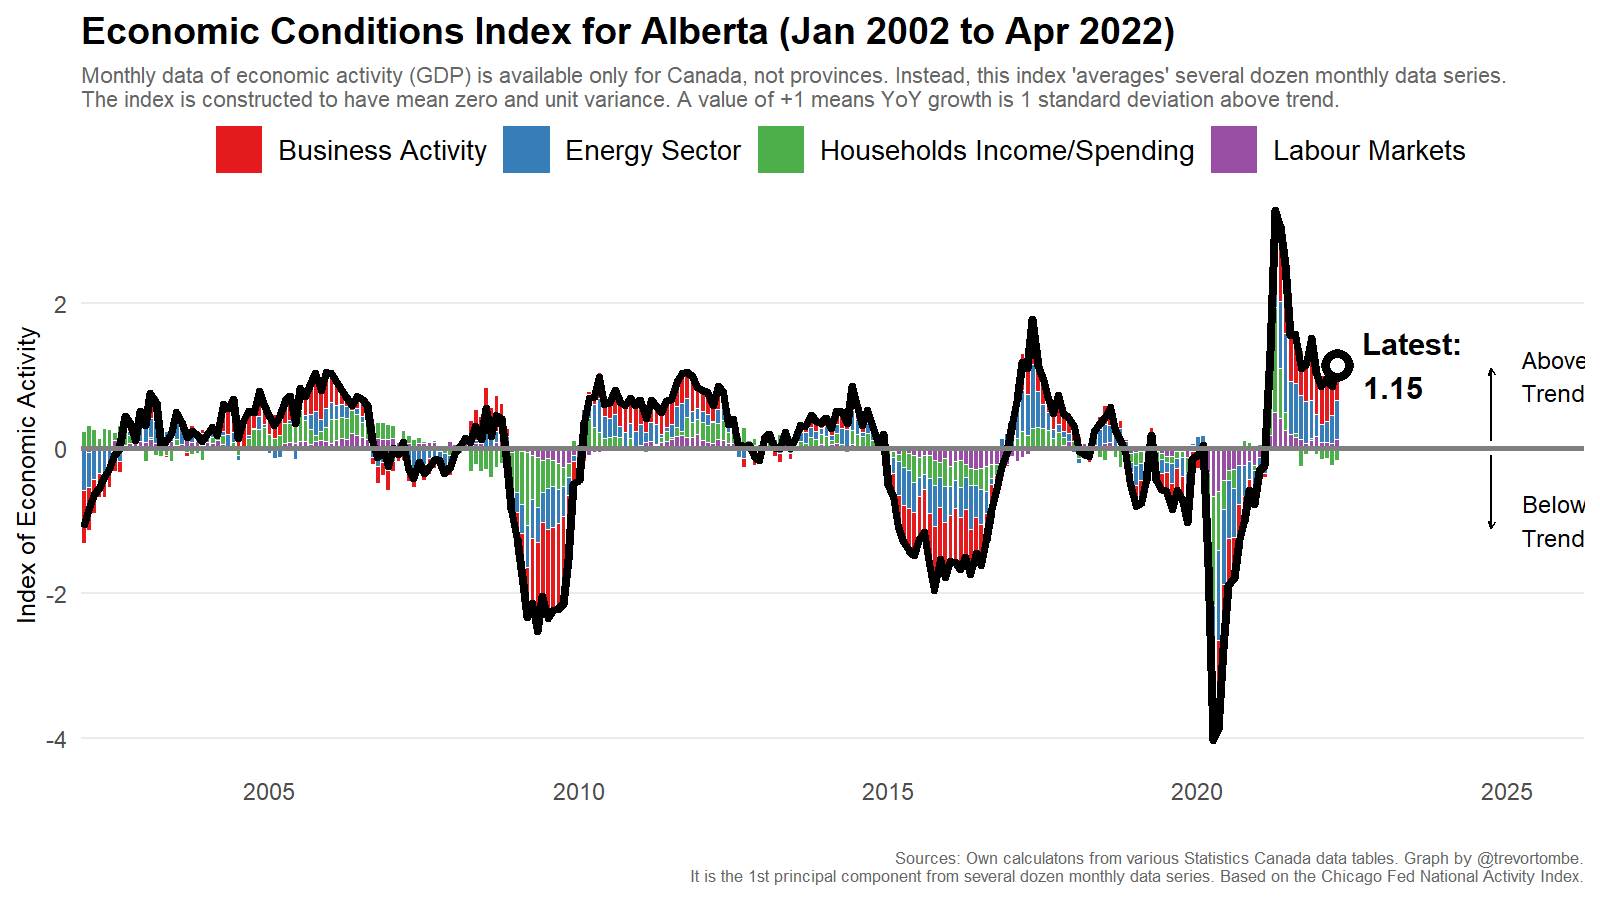 Economic Conditions Index for Alberta (Jan 2002 to Apr 2022)
Monthly data of economic activity (GDP) is available only for Canada, not provinces. Instead, this index 'averages' several dozen monthly data series.
The index is constructed to have mean zero and unit variance. A value of +1 means YoY growth is 1 standard deviation above trend.
Business Activity Energy Sector Households Income/Spending Labour Markets
Index of Economic Activity
2
0
-2
-4
Latest:
1.15
Above
Trend
Below
Trend
2005 2010 2015 2020 2025
Sources: Own calculatons from various Statistics Canada data tables. Graph by @trevortombe.
It is the 1st principal component from several dozen monthly data series. Based on the Chicago Fed National Activity Index.